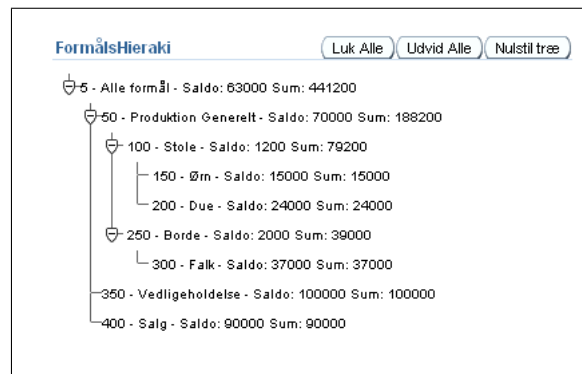 FormålsHieraki
Luk Alle Udvid Alle Nulstil træ
5 - Alle formål - Saldo: 63000 Sum: 441200
50 - Produktion Generelt - Saldo: 70000 Sum: 188200
100 - Stole - Saldo: 1200 Sum: 79200
150 - Ørn - Saldo: 15000 Sum: 15000
200 - Due - Saldo: 24000 Sum: 24000
250 - Borde - Saldo: 2000 Sum: 39000
300 - Falk - Saldo: 37000 Sum: 37000
350 - Vedligeholdelse - Saldo: 100000 Sum: 100000
400 - Salg - Saldo: 90000 Sum: 90000